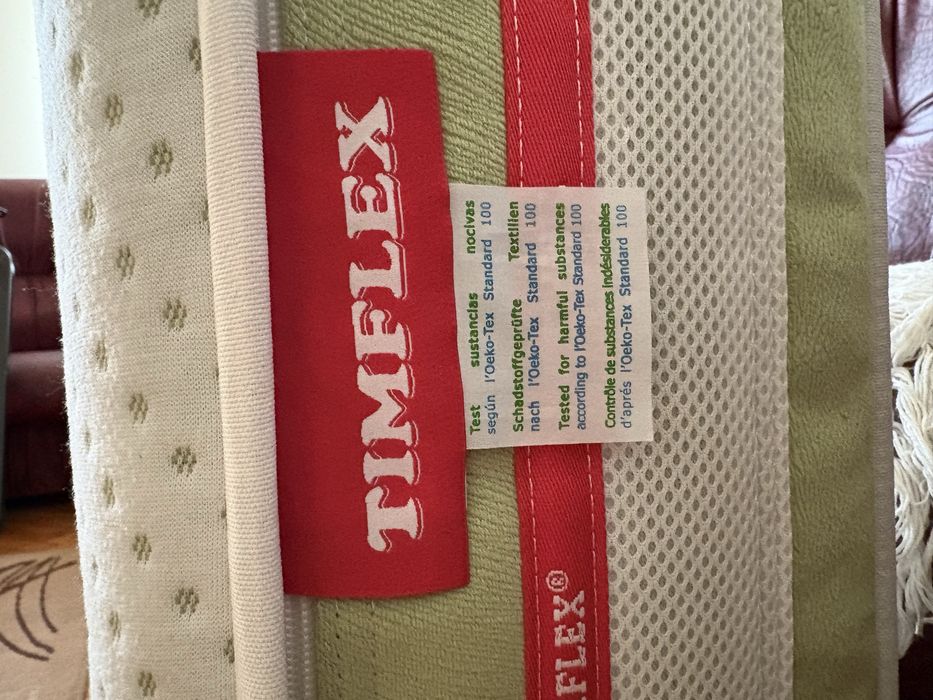 TIMFLEX
Test sustancias nocivas
según l'Oeko-Tex Standard 100
Schadstoffgeprüfte Textilien
nach l'Oeko-Tex Standard 100
Tested for harmful substances
according to l'Oeko-Tex Standard 100
Contrôle de substances Indésiderables
d'aprés l'Oeko-Tex Standard 100
FLEX®